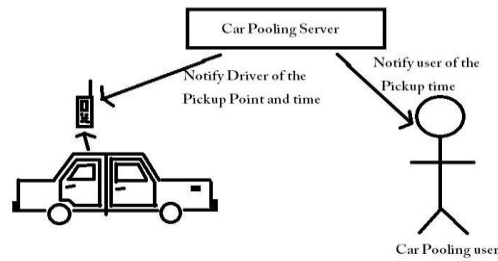 Car Pooling Server
Notify Driver of the
Pickup Point and time
Notify user of the
Pickup time
Car Pooling user